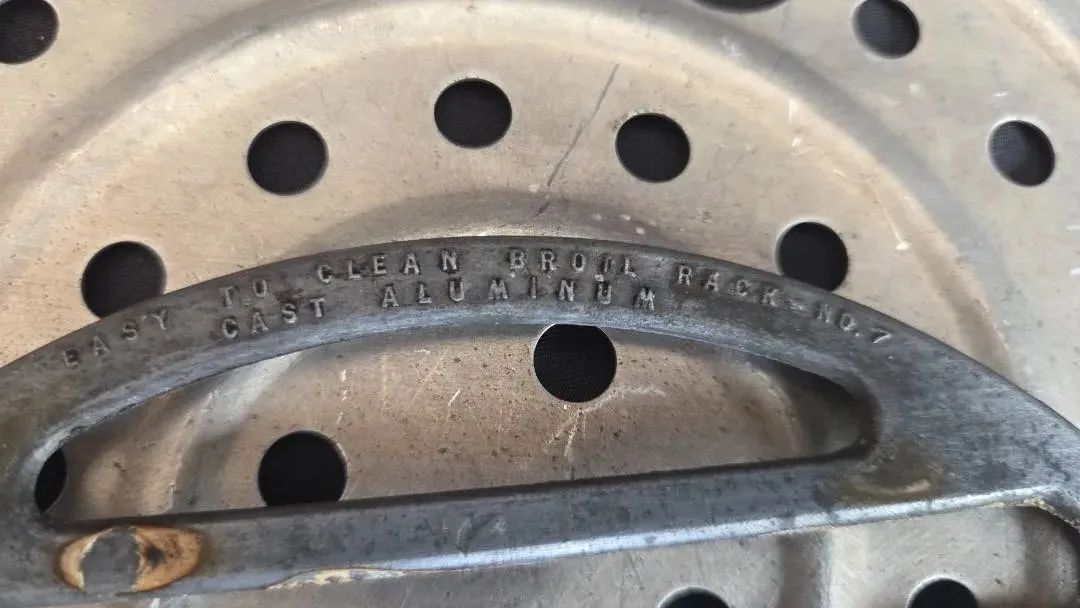 EASY TO CLEAN BROIL RACK-NO.7
CAST ALUMINUM